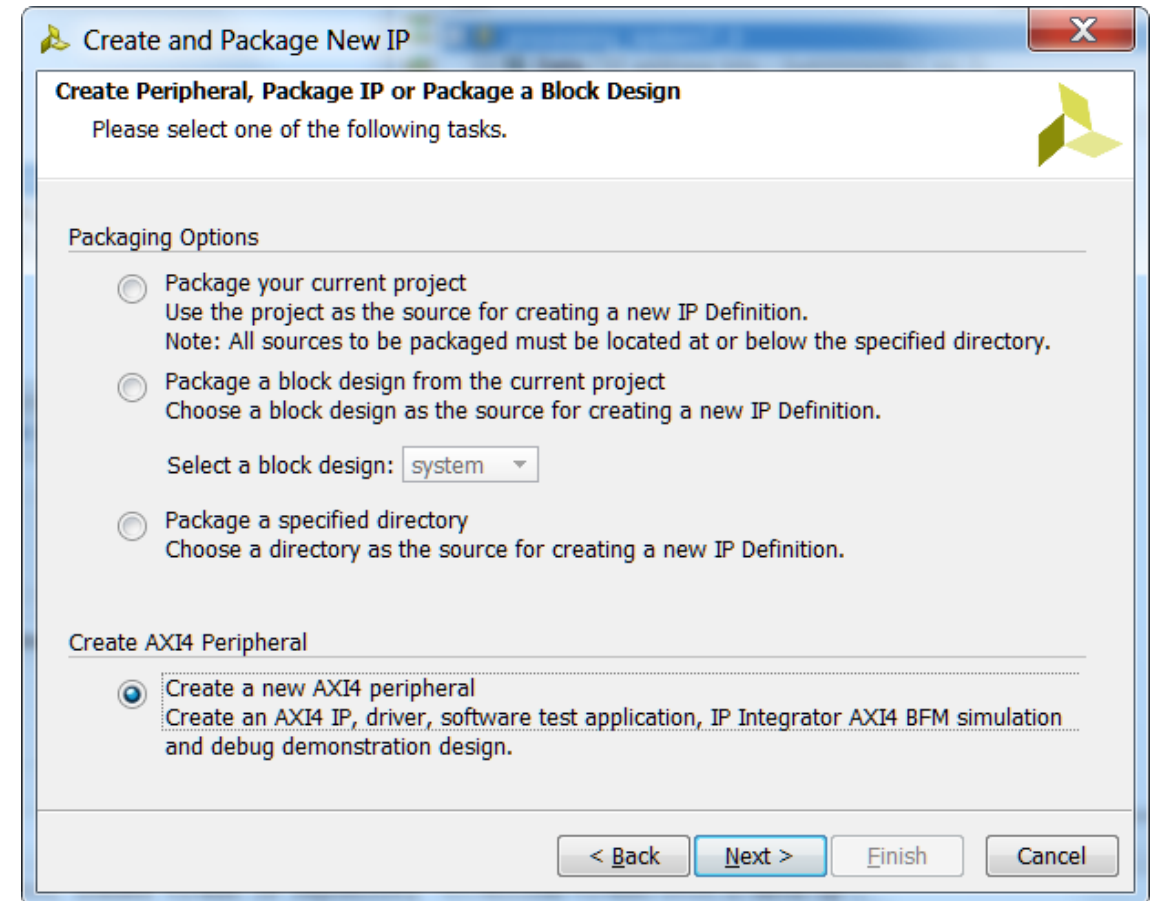 Create and Package New IP
Create Peripheral, Package IP or Package a Block Design
Please select one of the following tasks.
Packaging Options
Package your current project
Use the project as the source for creating a new IP Definition.
Note: All sources to be packaged must be located at or below the specified directory.
Package a block design from the current project
Choose a block design as the source for creating a new IP Definition.
Select a block design: system
Package a specified directory
Choose a directory as the source for creating a new IP Definition.
Create AXI4 Peripheral
Create a new AXI4 peripheral
Create an AXI4 IP, driver, software test application, IP Integrator AXI4 BFM simulation
and debug demonstration design.
< Back Next > Finish Cancel